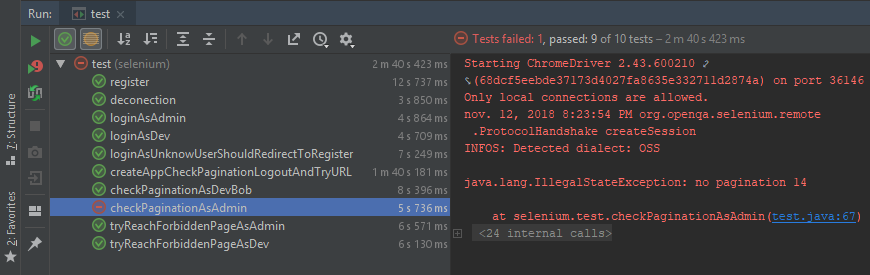 Run: test
Tests failed: 1, passed: 9 of 10 tests – 2 m 40 s 423 ms
test (selenium) 2 m 40 s 423 ms
register 12 s 737 ms
deconection 3 s 850 ms
loginAsAdmin 4 s 864 ms
loginAsDev 4 s 709 ms
loginAsUnknowUserShouldRedirectToRegister 7 s 249 ms
createAppCheckPaginationLogoutAndTryURL 1 m 40 s 181 ms
checkPaginationAsDevBob 8 s 396 ms
checkPaginationAsAdmin 5 s 736 ms
tryReachForbiddenPageAsAdmin 6 s 571 ms
tryReachForbiddenPageAsDev 6 s 130 ms
Starting ChromeDriver 2.43.600210
(68dcf5eebde37173d4027fa8635e332711d2874a) on port 36146
Only local connections are allowed.
nov. 12, 2018 8:23:54 PM org.openqa.selenium.remote
.ProtocolHandshake createSession
INFOS: Detected dialect: OSS
java.lang.IllegalStateException: no pagination 14
at selenium.test.checkPaginationAsAdmin(test.java:67)
<24 internal calls>
7: Structure
2: Favorites